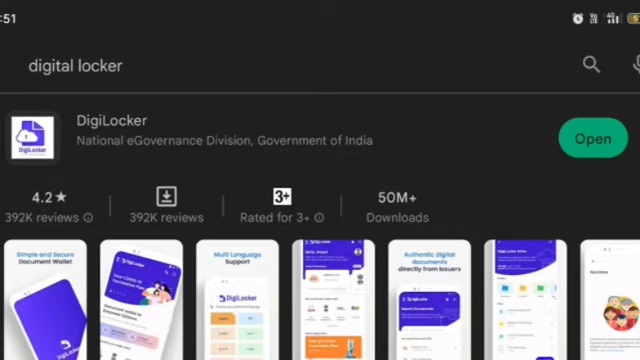 :51
digital locker
DigiLocker
National eGovernance Division, Government of India
Open
DigiLocker
4.2★
392K reviews
392K reviews
3+
Rated for 3+
50M+
Downloads
Simple and Secure
Document Wallet
Multi Language
Support
DigiLocker
Authentic digital
documents
directly from Issuers